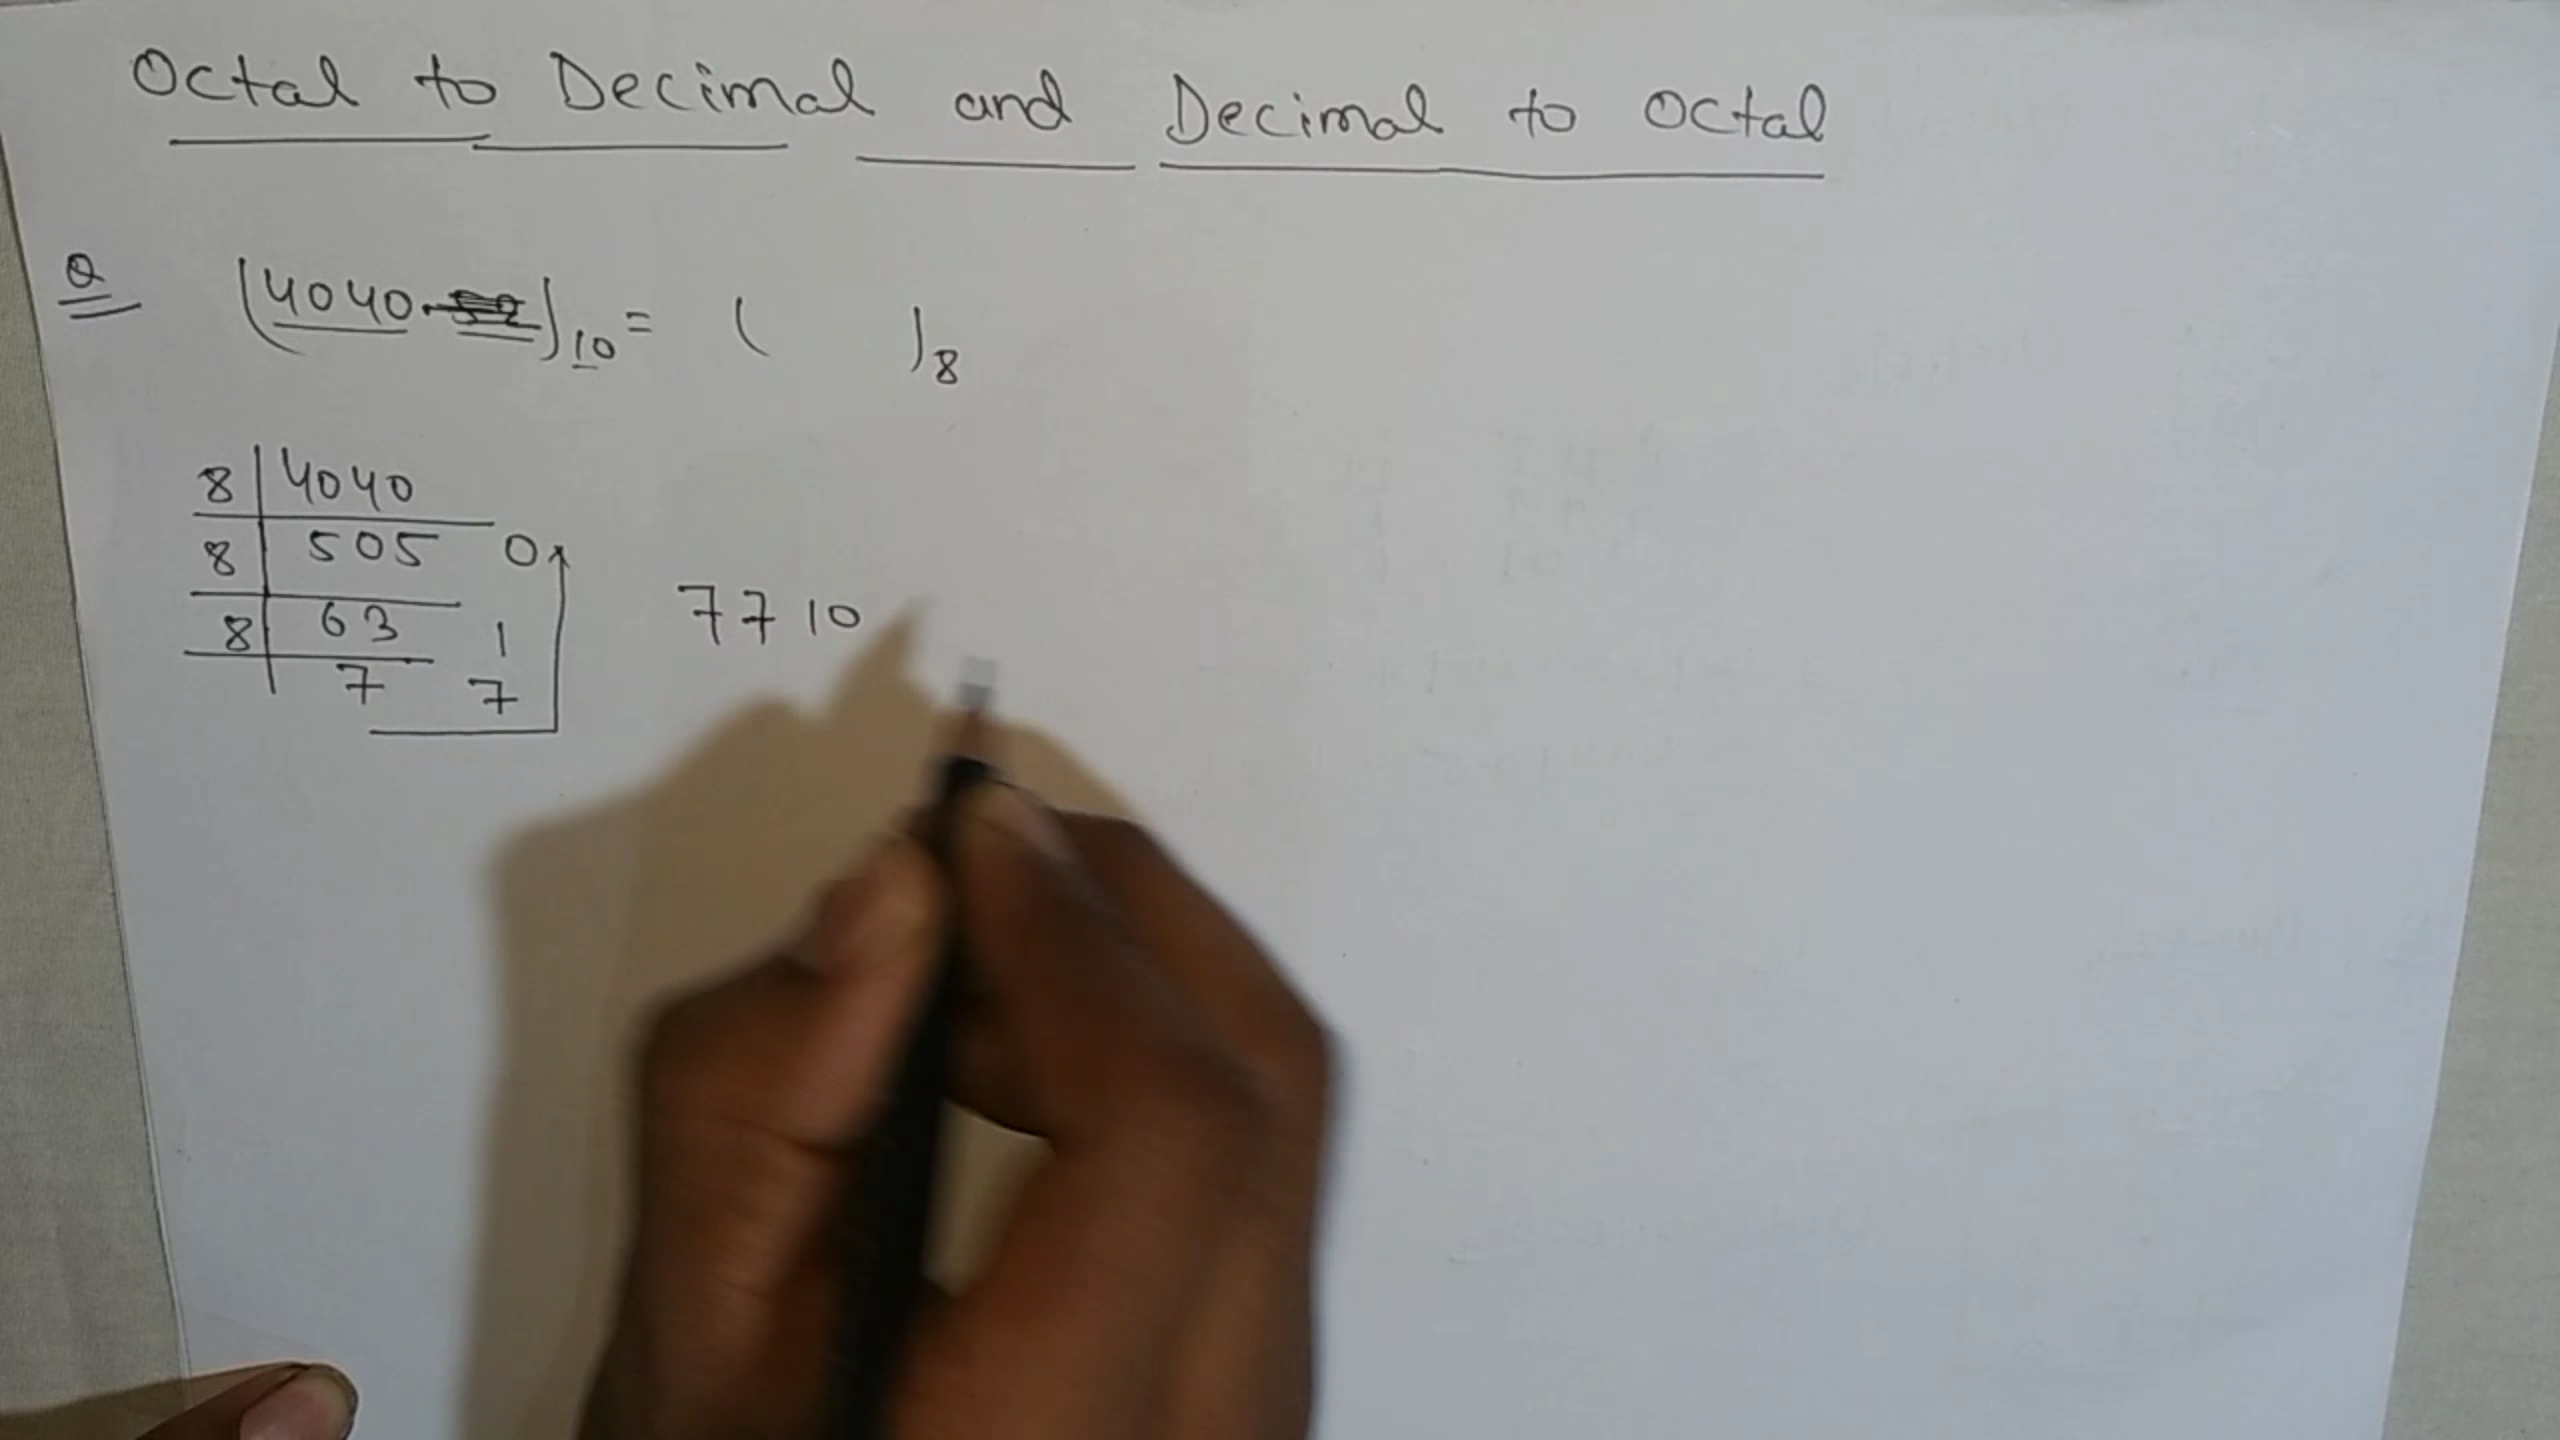 Octal to Decimal and Decimal to Octal
Q (4040.52)10 = ( )8
8 4040
8 505 0
8 63 1
7 7
7710